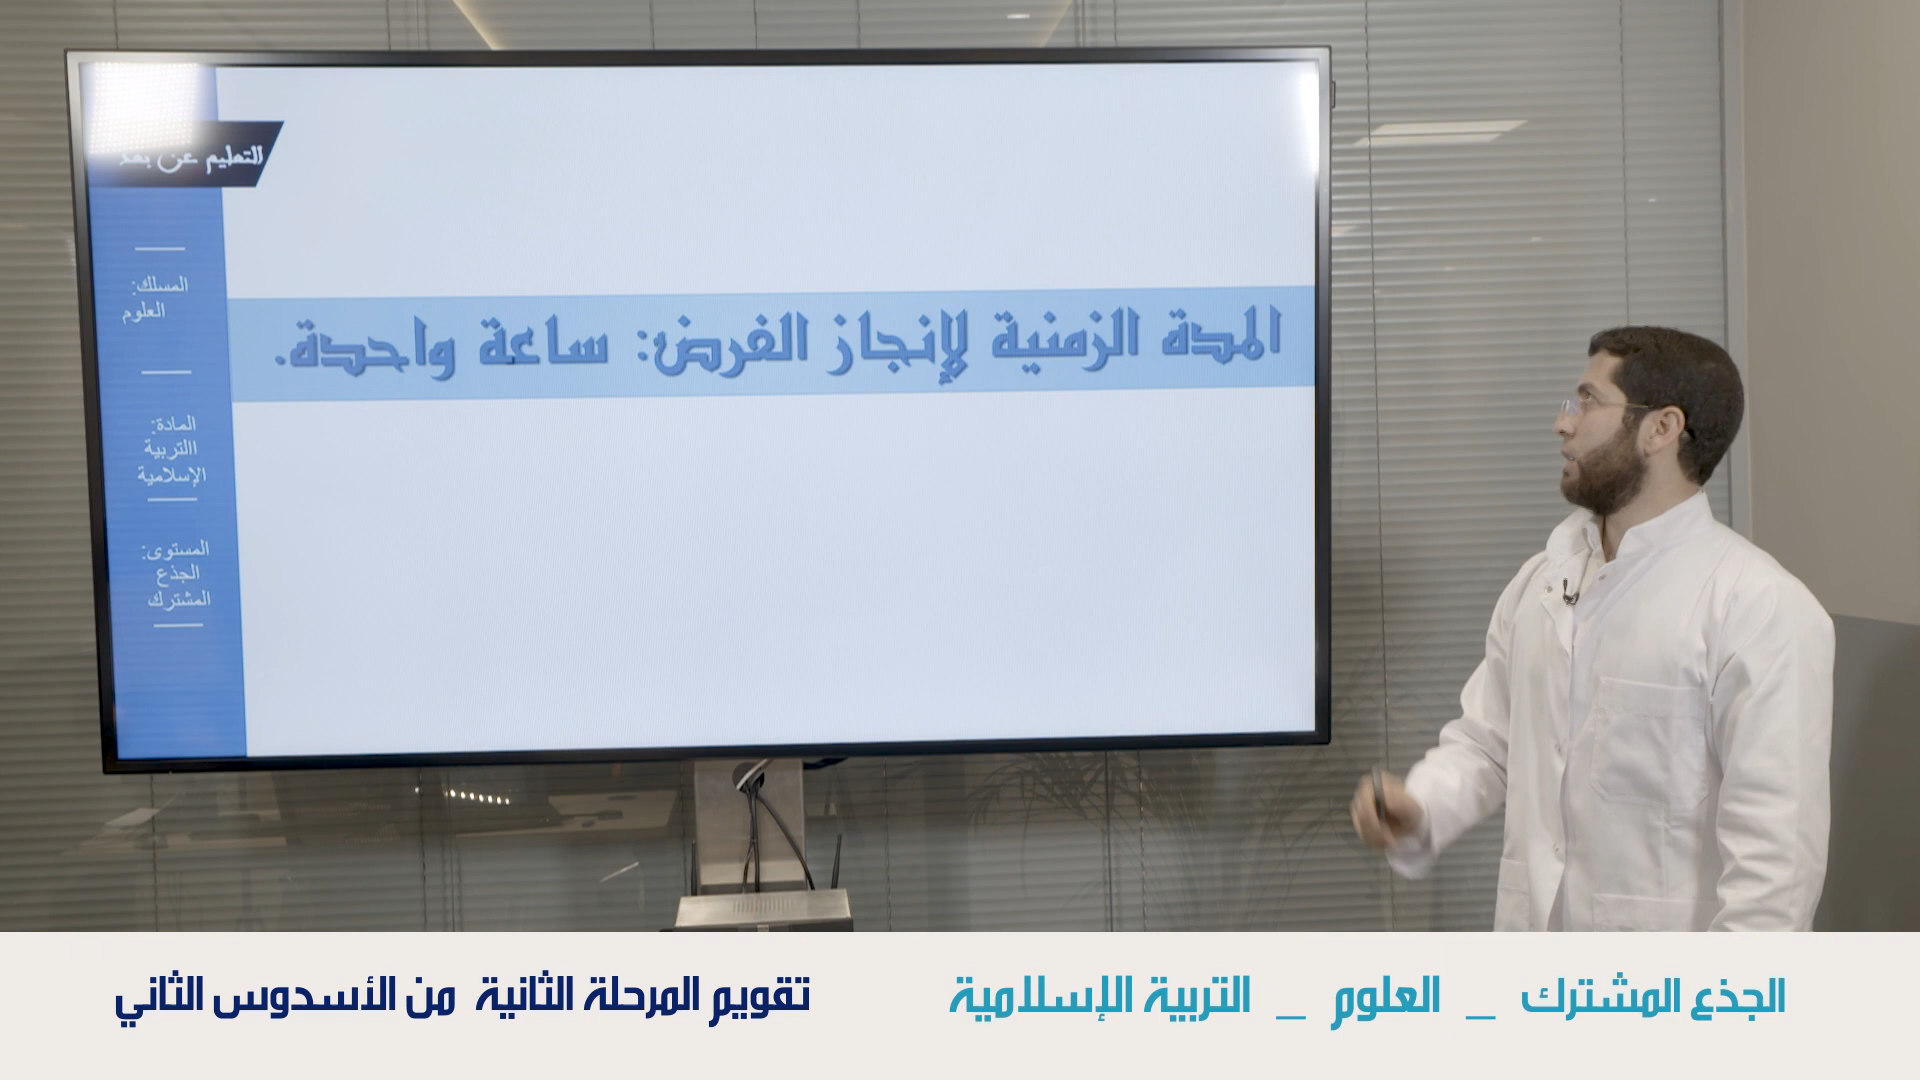 التعليم عن بعد
المسلك:
العلوم
المادة:
االتربية
الإسلامية
المستوى:
الجذع
المشترك
المدة الزمنية لإنجاز الفرض: ساعة واحدة.
الجذع المشترك _ العلوم _ التربية الإسلامية
تقويم المرحلة الثانية من الأسدوس الثاني